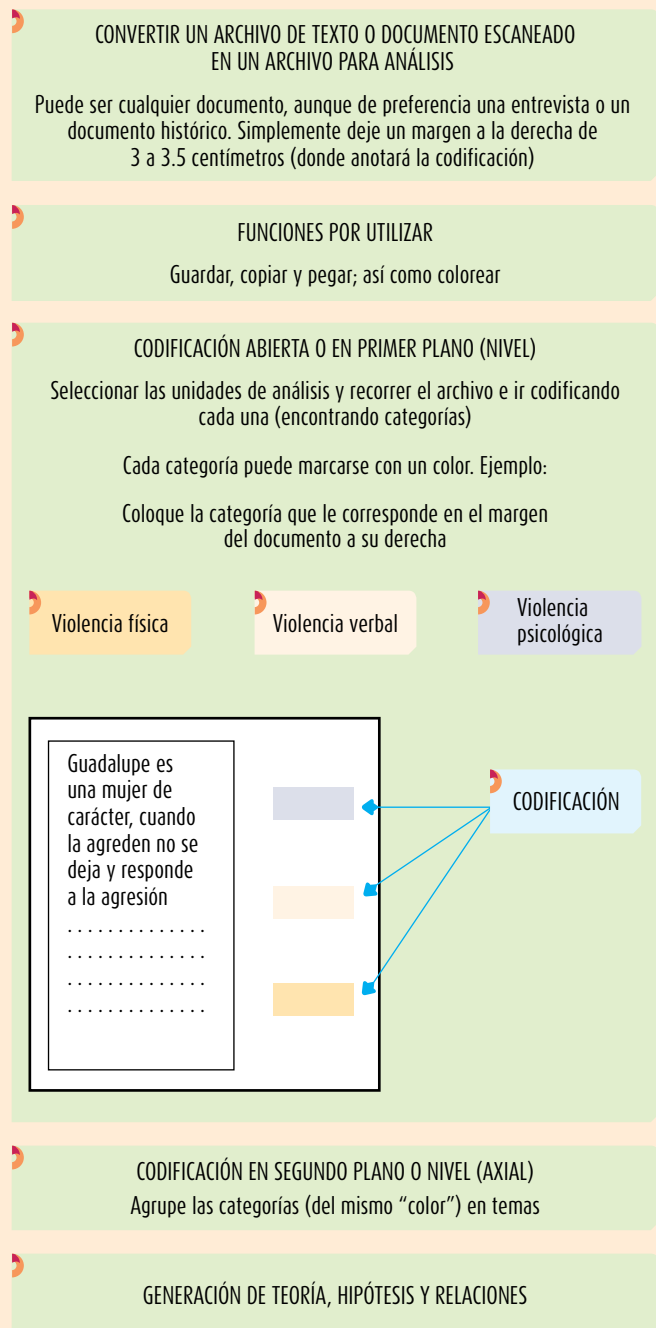 CONVERTIR UN ARCHIVO DE TEXTO O DOCUMENTO ESCANEADO
EN UN ARCHIVO PARA ANÁLISIS
Puede ser cualquier documento, aunque de preferencia una entrevista o un
documento histórico. Simplemente deje un margen a la derecha de
3 a 3.5 centímetros (donde anotará la codificación)
FUNCIONES POR UTILIZAR
Guardar, copiar y pegar; así como colorear
CODIFICACIÓN ABIERTA O EN PRIMER PLANO (NIVEL)
Seleccionar las unidades de análisis y recorrer el archivo e ir codificando
cada una (encontrando categorías)
Cada categoría puede marcarse con un color. Ejemplo:
Coloque la categoría que le corresponde en el margen
del documento a su derecha
Violencia física
Violencia verbal
Violencia
psicológica
Guadalupe es
una mujer de
carácter, cuando
la agreden no se
deja y responde
a la agresión
. . . . . . . . . . . . . .
. . . . . . . . . . . . . .
. . . . . . . . . . . . . .
. . . . . . . . . . . . . .
CODIFICACIÓN
CODIFICACIÓN EN SEGUNDO PLANO O NIVEL (AXIAL)
Agrupe las categorías (del mismo “color”) en temas
GENERACIÓN DE TEORÍA, HIPÓTESIS Y RELACIONES